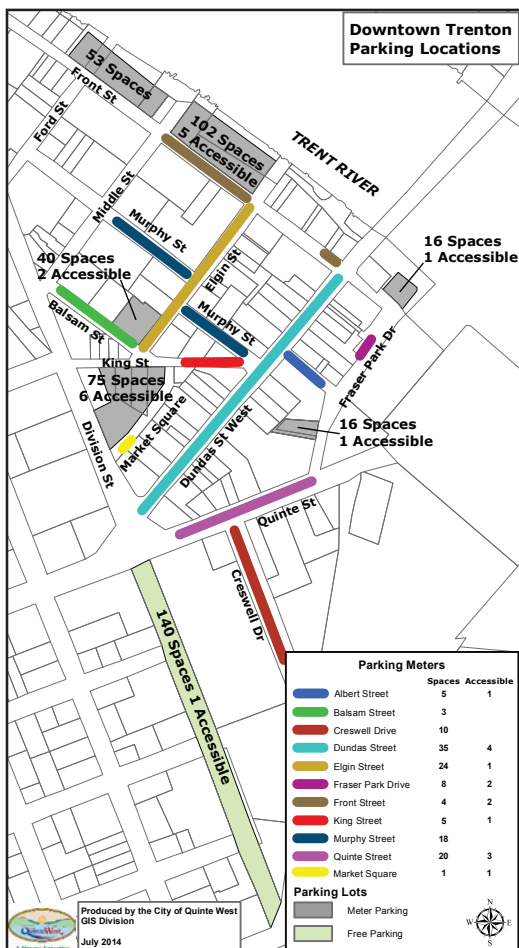 Downtown Trenton
Parking Locations
53 Spaces
Front St
Ford St
102 Spaces
5 Accessible
TRENT RIVER
Middle St
Murphy St
Elgin St
16 Spaces
1 Accessible
40 Spaces
2 Accessible
Balsam St
Murphy St
King St
Fraser Park Dr
75 Spaces
6 Accessible
Market Square
Dundas St West
16 Spaces
1 Accessible
Division St
Quinte St
Creswell Dr
140 Spaces 1 Accessible
Parking Meters
Spaces Accessible
Albert Street 5 1
Balsam Street 3
Creswell Drive 10
Dundas Street 35 4
Elgin Street 24 1
Fraser Park Drive 8 2
Front Street 4 2
King Street 5 1
Murphy Street 18
Quinte Street 20 3
Market Square 1 1
Parking Lots
Meter Parking
Free Parking
N
W E
S
Quinte West
Produced by the City of Quinte West
GIS Division
July 2014